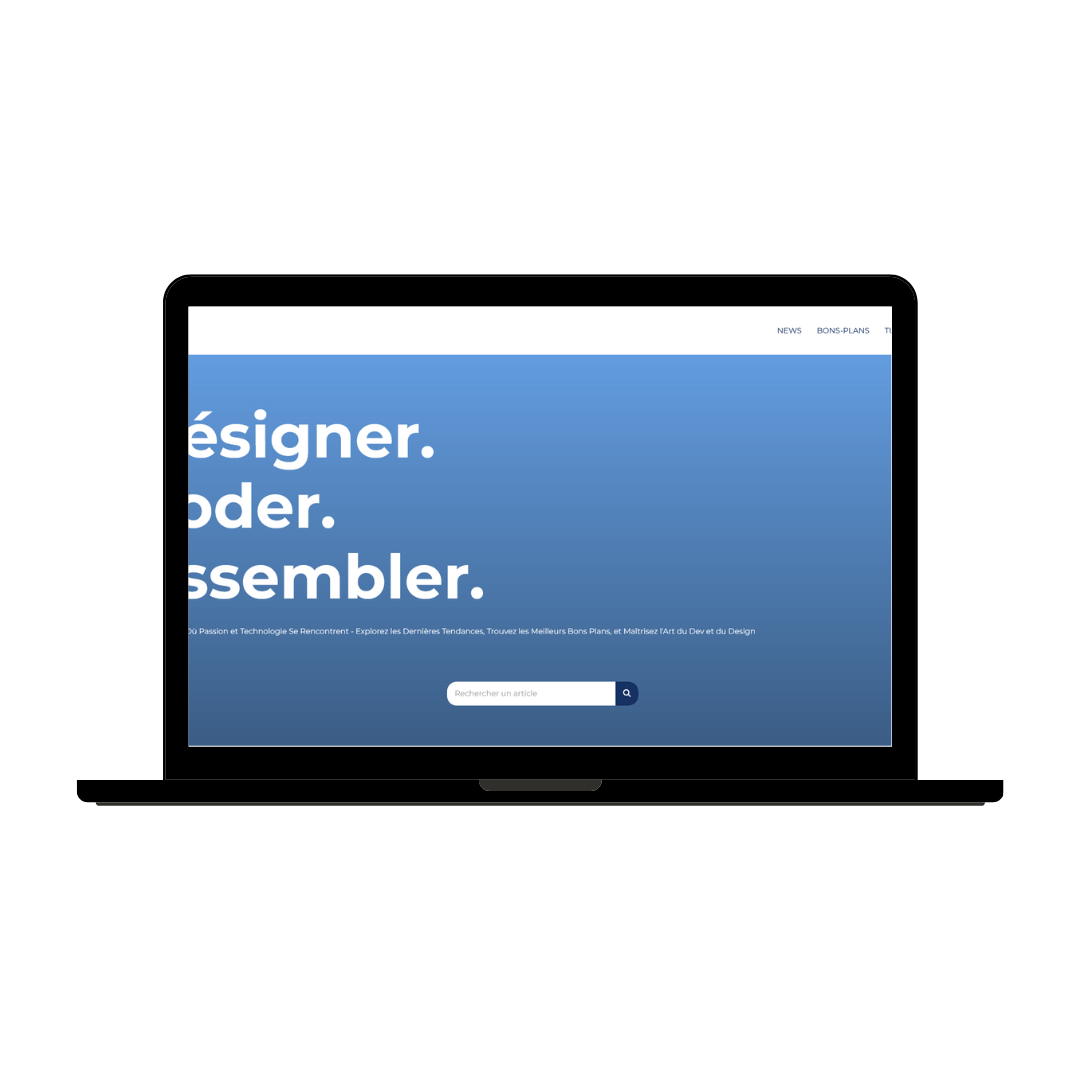 NEWS BONS-PLANS TU
ésigner.
oder.
ssembler.
Où Passion et Technologie Se Rencontrent - Explorez les Dernières Tendances, Trouvez les Meilleurs Bons Plans, et Maîtrisez l'Art du Dev et du Design
Rechercher un article